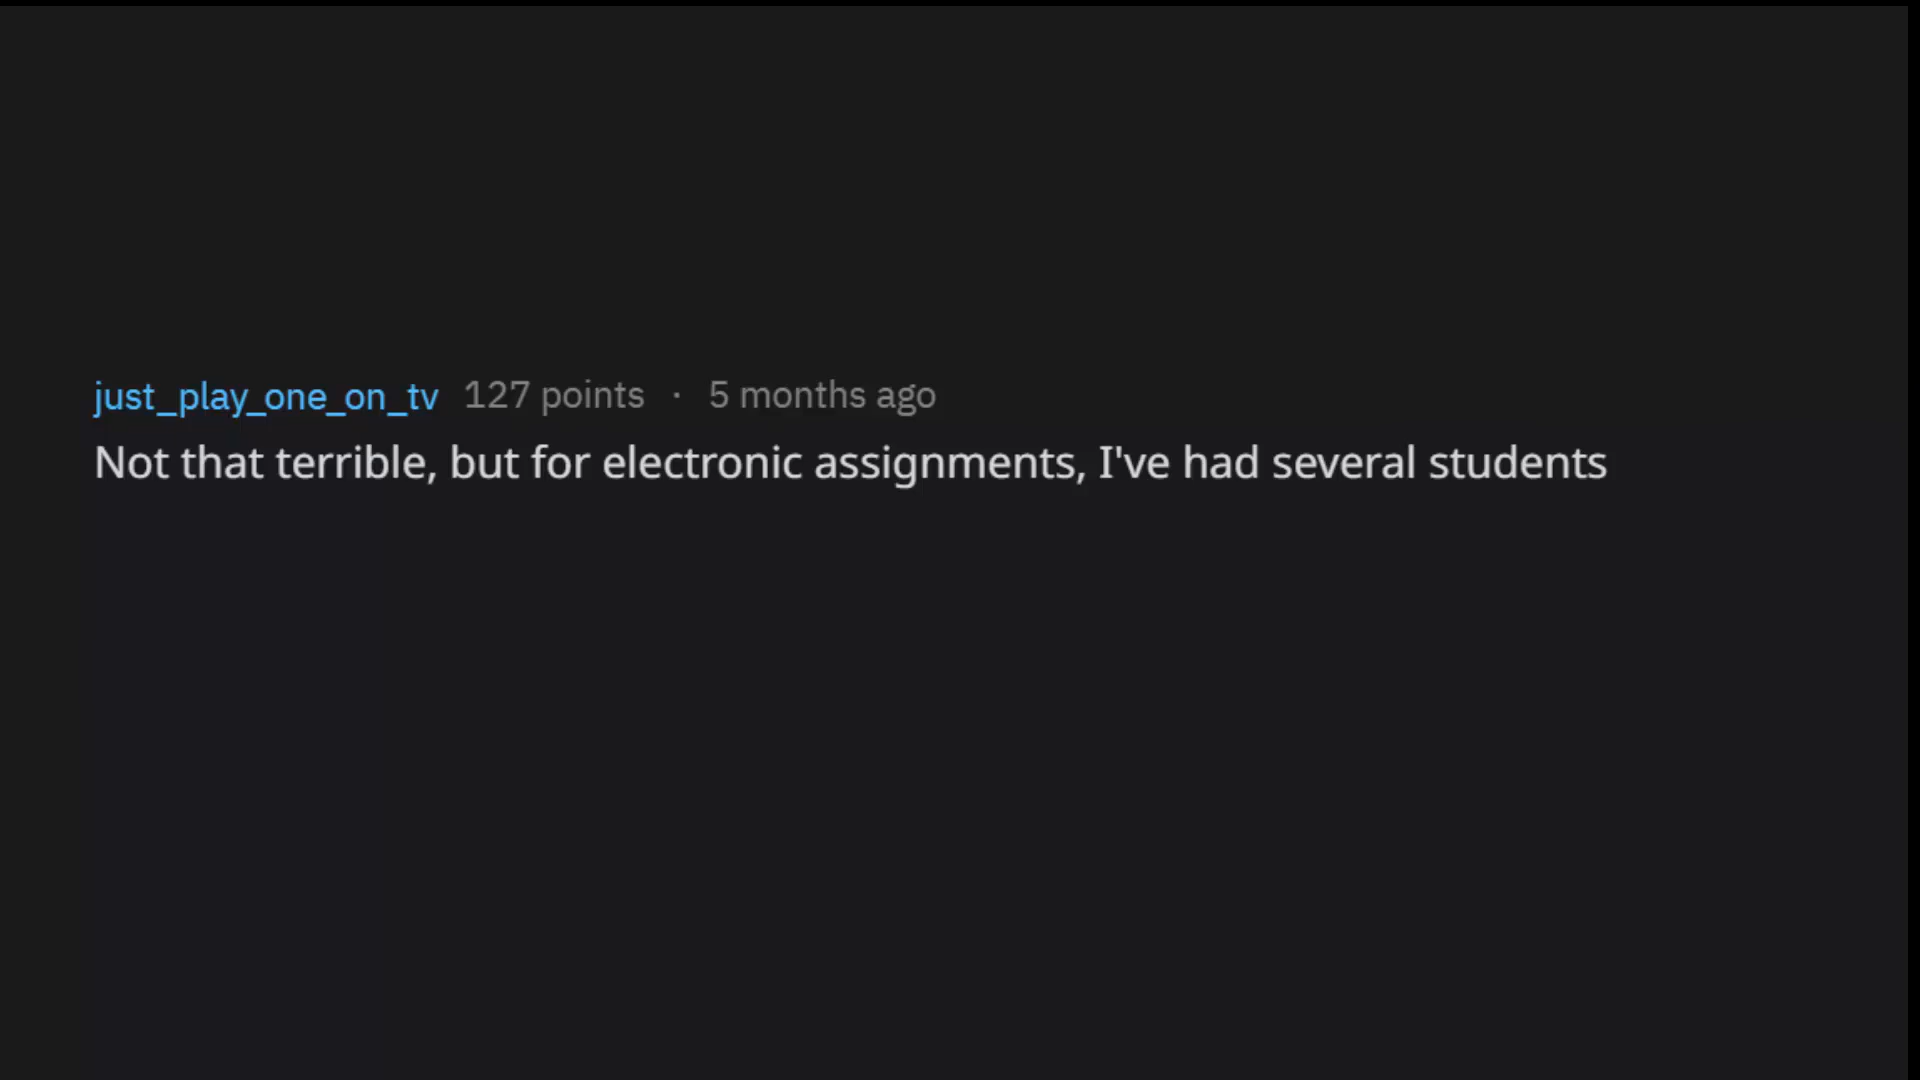 just_play_one_on_tv 127 points · 5 months ago
Not that terrible, but for electronic assignments, I've had several students